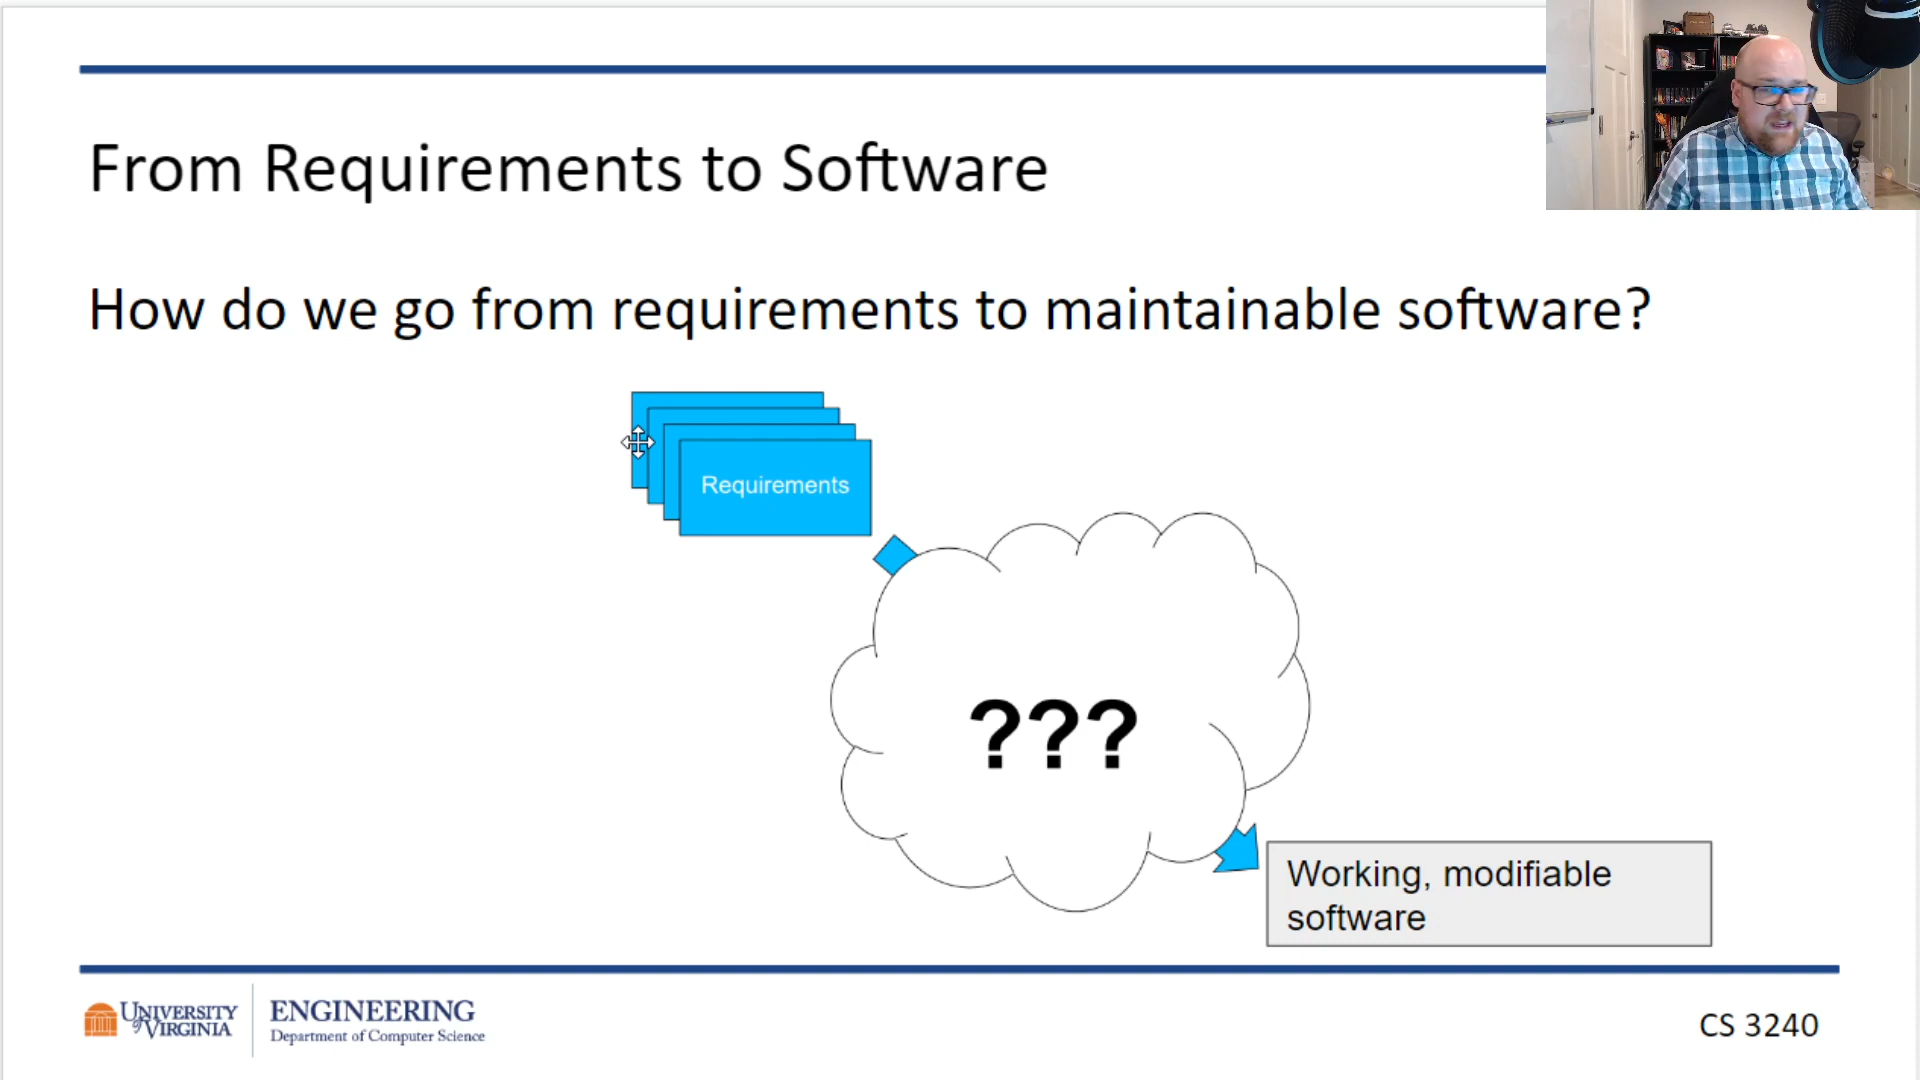 From Requirements to Software
How do we go from requirements to maintainable software?
Requirements
???
Working, modifiable
software
UNIVERSITY
of VIRGINIA
ENGINEERING
Department of Computer Science
CS 3240